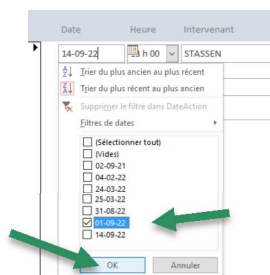 Date Heure Intervenant
14-09-22 h 00 STASSEN
Trier du plus ancien au plus récent
Trier du plus récent au plus ancien
Supprimer le filtre dans DateAction
Filtres de dates
(Sélectionner tout)
(Vides)
02-09-21
04-02-22
24-03-22
25-03-22
31-08-22
01-09-22
14-09-22
OK Annuler